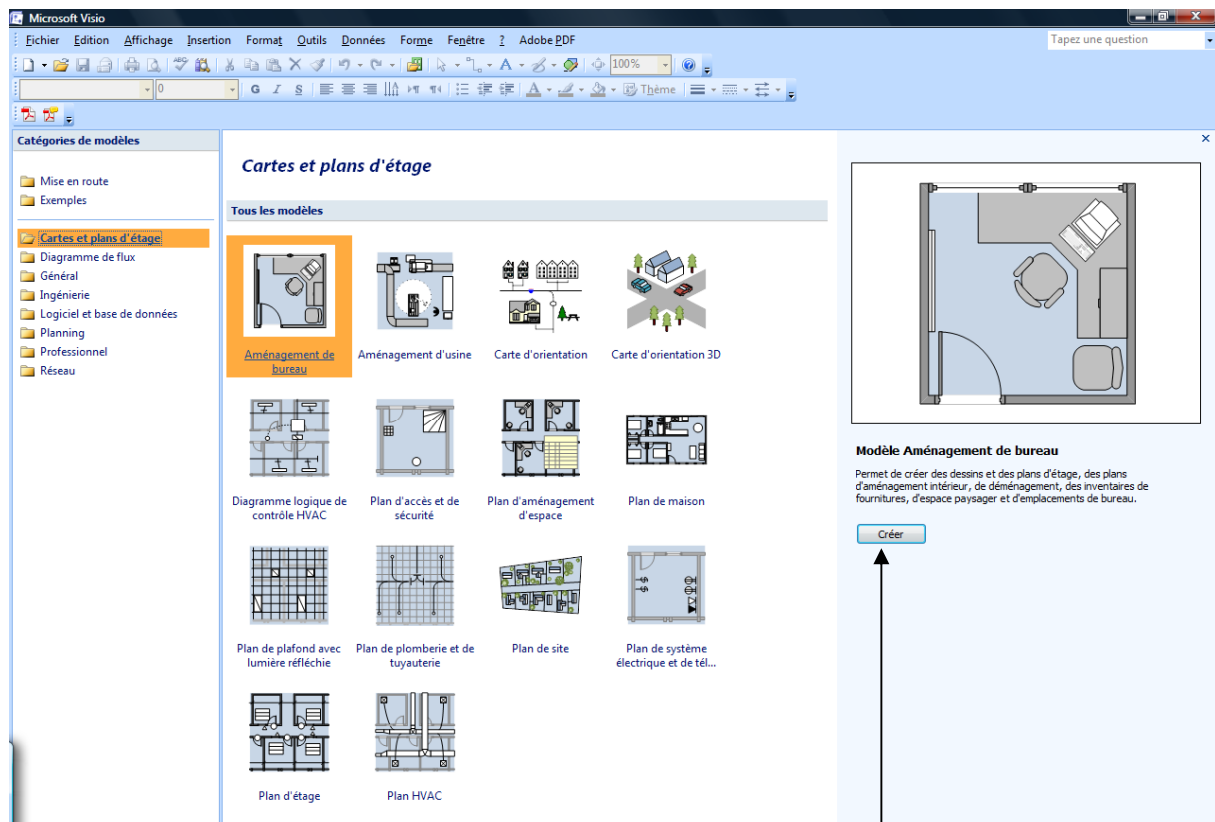 Microsoft Visio
Fichier Edition Affichage Insertion Format Outils Données Forme Fenêtre ? Adobe PDF
Tapez une question
100%
0
G I S
A
Thème
Catégories de modèles
Mise en route
Exemples
Cartes et plans d'étage
Diagramme de flux
Général
Ingénierie
Logiciel et base de données
Planning
Professionnel
Réseau
Cartes et plans d'étage
Tous les modèles
Aménagement de
bureau
Aménagement d'usine
Carte d'orientation
Carte d'orientation 3D
Diagramme logique de
contrôle HVAC
Plan d'accès et de
sécurité
Plan d'aménagement
d'espace
Plan de maison
Plan de plafond avec
lumière réfléchie
Plan de plomberie et de
tuyauterie
Plan de site
Plan de système
électrique et de tél...
Plan d'étage
Plan HVAC
Modèle Aménagement de bureau
Permet de créer des dessins et des plans d'étage, des plans
d'aménagement intérieur, de déménagement, des inventaires de
fournitures, d'espace paysager et d'emplacements de bureau.
Créer